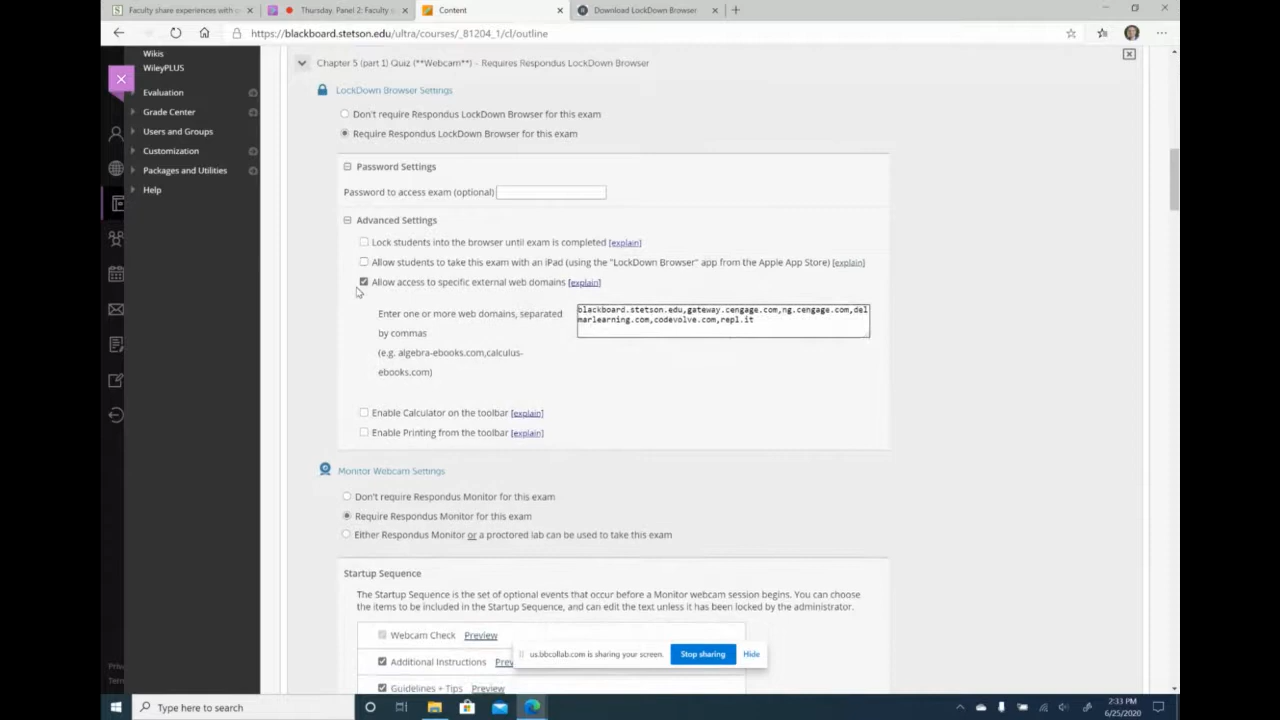 Faculty share experiences with
Thursday, Panel 2: Faculty s
Content
Download LockDown Browser
https://blackboard.stetson.edu/ultra/courses/_81204_1/cl/outline
Wikis
WileyPLUS
Evaluation
Grade Center
Users and Groups
Customization
Packages and Utilities
Help
Priv
Term
Chapter 5 (part 1) Quiz (**Webcam**) - Requires Respondus LockDown Browser
LockDown Browser Settings
Don't require Respondus LockDown Browser for this exam
Require Respondus LockDown Browser for this exam
Password Settings
Password to access exam (optional)
Advanced Settings
Lock students into the browser until exam is completed [explain]
Allow students to take this exam with an iPad (using the "LockDown Browser" app from the Apple App Store) [explain]
Allow access to specific external web domains [explain]
Enter one or more web domains, separated
by commas
(e.g. algebra-ebooks.com,calculus-
ebooks.com)
blackboard.stetson.edu,gateway.cengage.com,ng.cengage.com,del
marlearning.com,codevolve.com,repl.it
Enable Calculator on the toolbar [explain]
Enable Printing from the toolbar [explain]
Monitor Webcam Settings
Don't require Respondus Monitor for this exam
Require Respondus Monitor for this exam
Either Respondus Monitor or a proctored lab can be used to take this exam
Startup Sequence
The Startup Sequence is the set of optional events that occur before a Monitor webcam session begins. You can choose
the items to be included in the Startup Sequence, and can edit the text unless it has been locked by the administrator.
Webcam Check Preview
Additional Instructions Prev
Guidelines + Tips Preview
us.bbcollab.com is sharing your screen.
Stop sharing
Hide
Type here to search
2:33 PM
6/25/2020